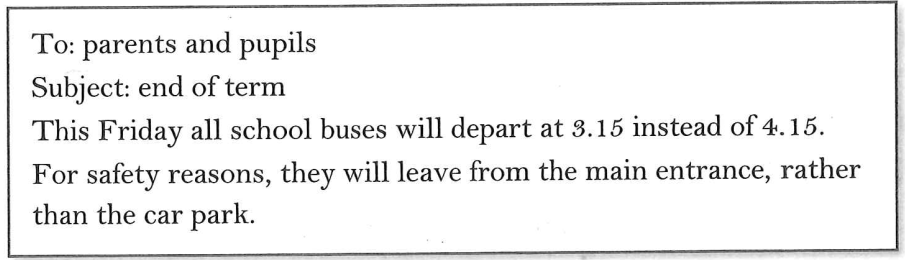 To: parents and pupils
Subject: end of term
This Friday all school buses will depart at 3.15 instead of 4.15.
For safety reasons, they will leave from the main entrance, rather
than the car park.